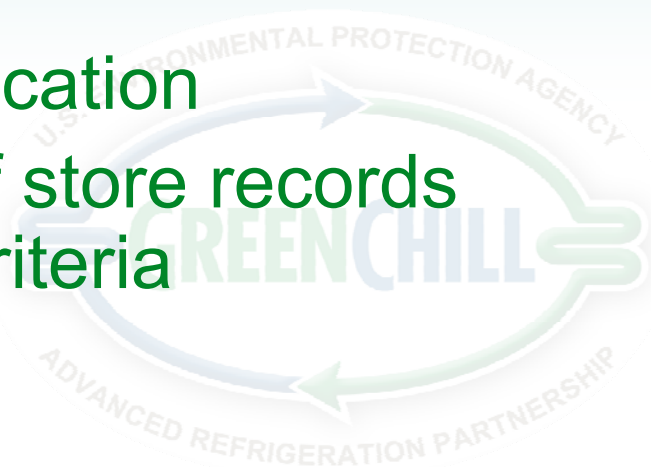 U.S. ENVIRONMENTAL PROTECTION AGENCY
cation
f store records
GREENCHILL
riteria
ADVANCED REFRIGERATION PARTNERSHIP